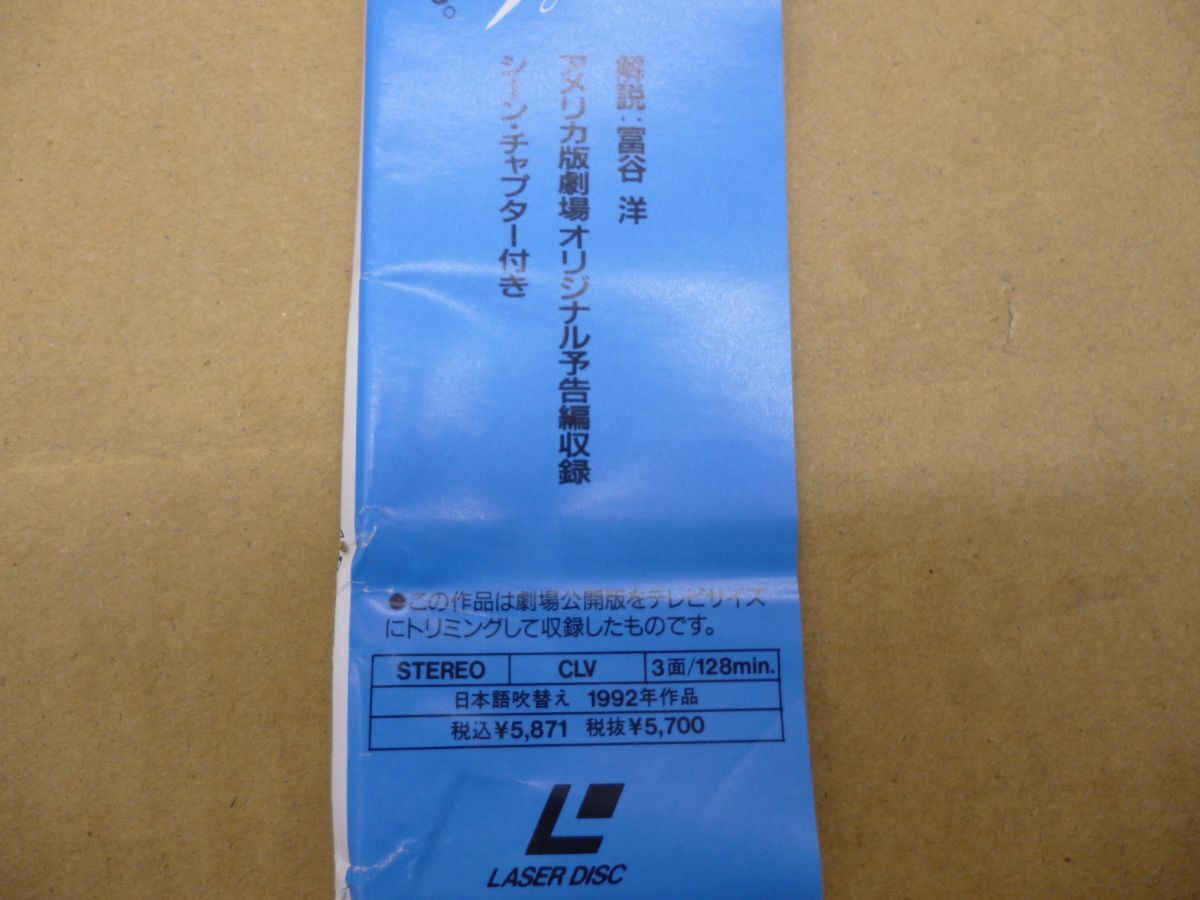 解説：富谷 洋
アメリカ版劇場オリジナル予告編収録
シーン・チャプター付き
●この作品は劇場公開版をテレビサイズ
にトリミングして収録したものです。
STEREO CLV 3面/128min.
日本語吹替え 1992年作品
税込¥5,871 税抜¥5,700
LASER DISC